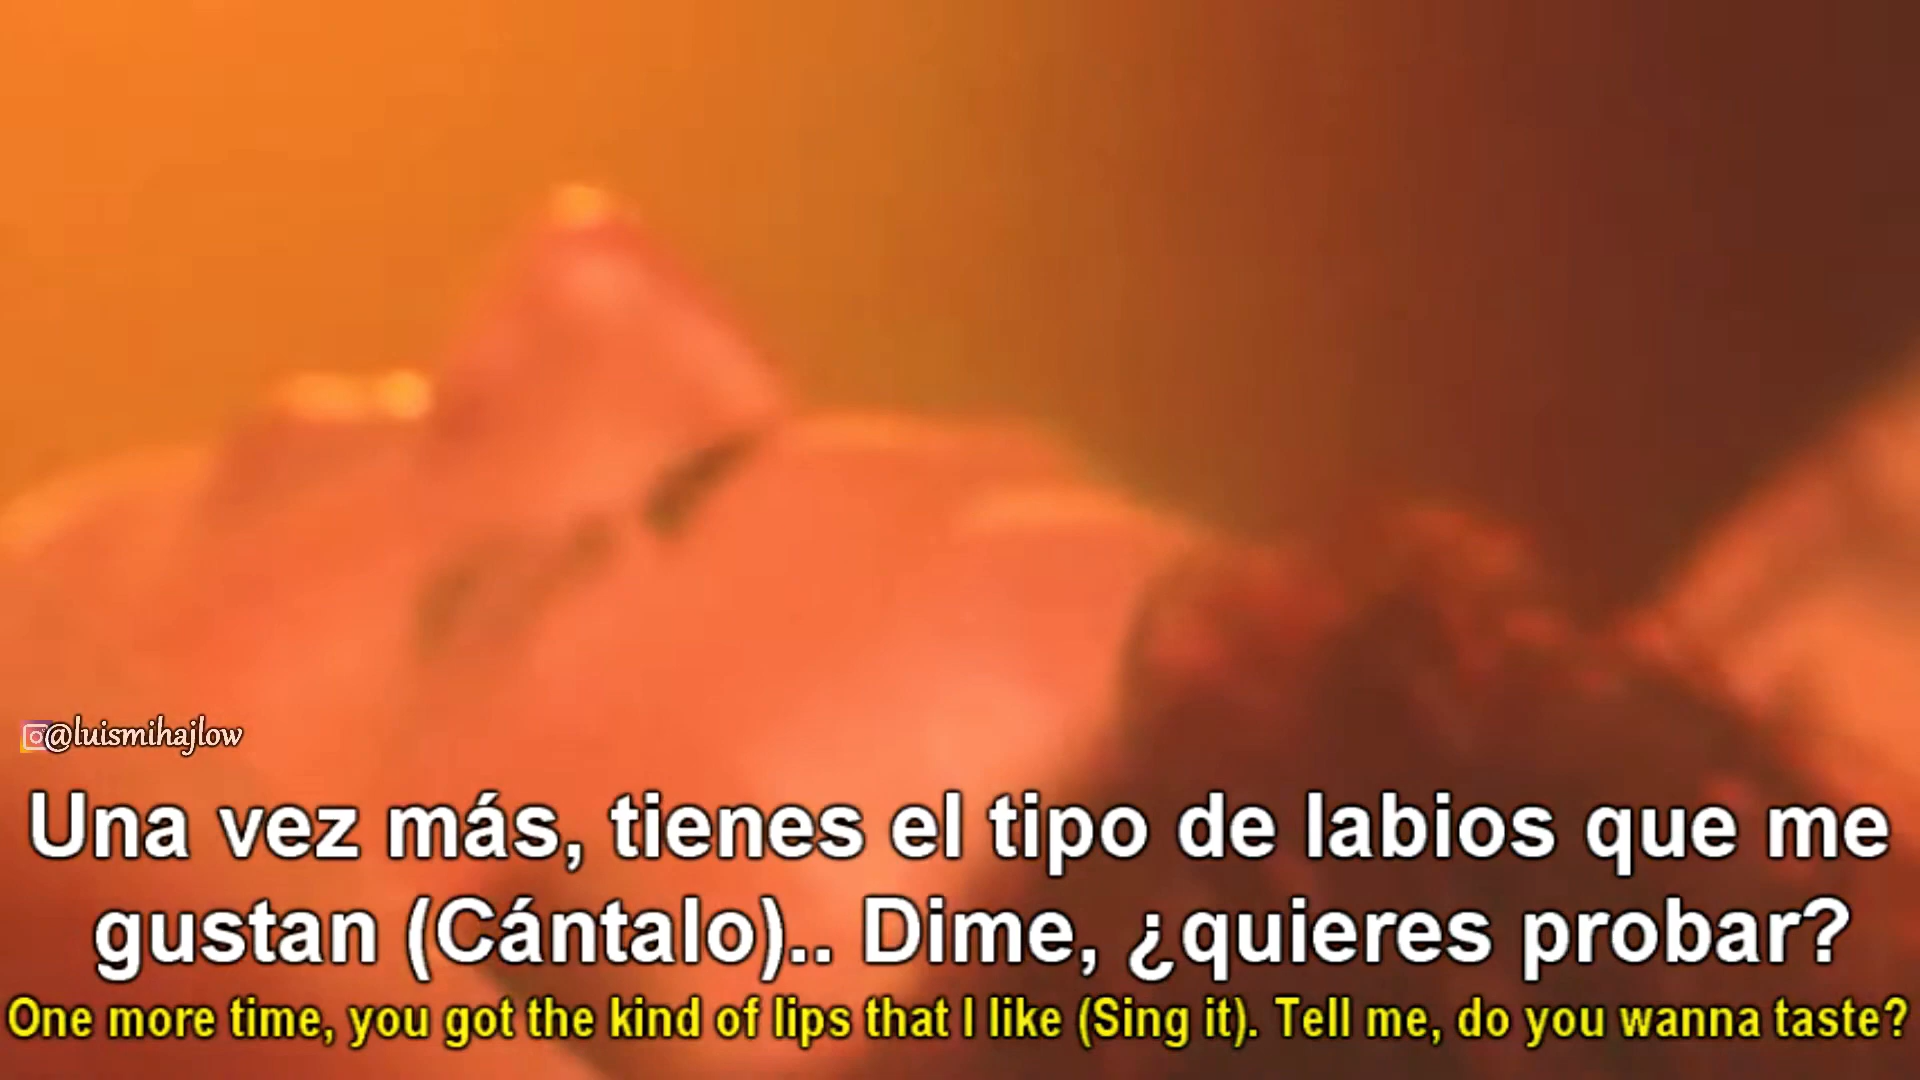 @luismihajlow
Una vez más, tienes el tipo de labios que me
gustan (Cántalo).. Dime, ¿quieres probar?
One more time, you got the kind of lips that I like (Sing it). Tell me, do you wanna taste?